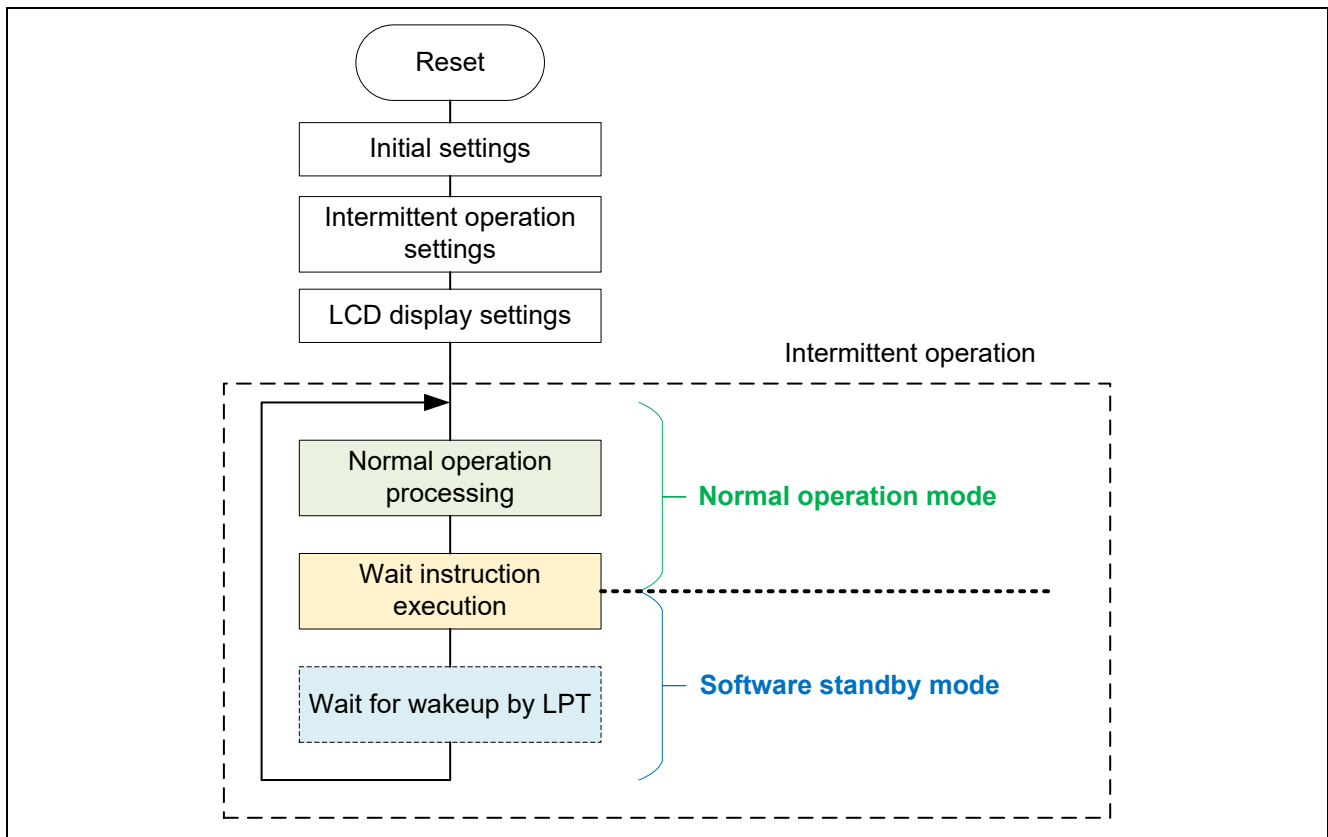 Reset
Initial settings
Intermittent operation
settings
LCD display settings
Intermittent operation
Normal operation
processing
Normal operation mode
Wait instruction
execution
Wait for wakeup by LPT
Software standby mode